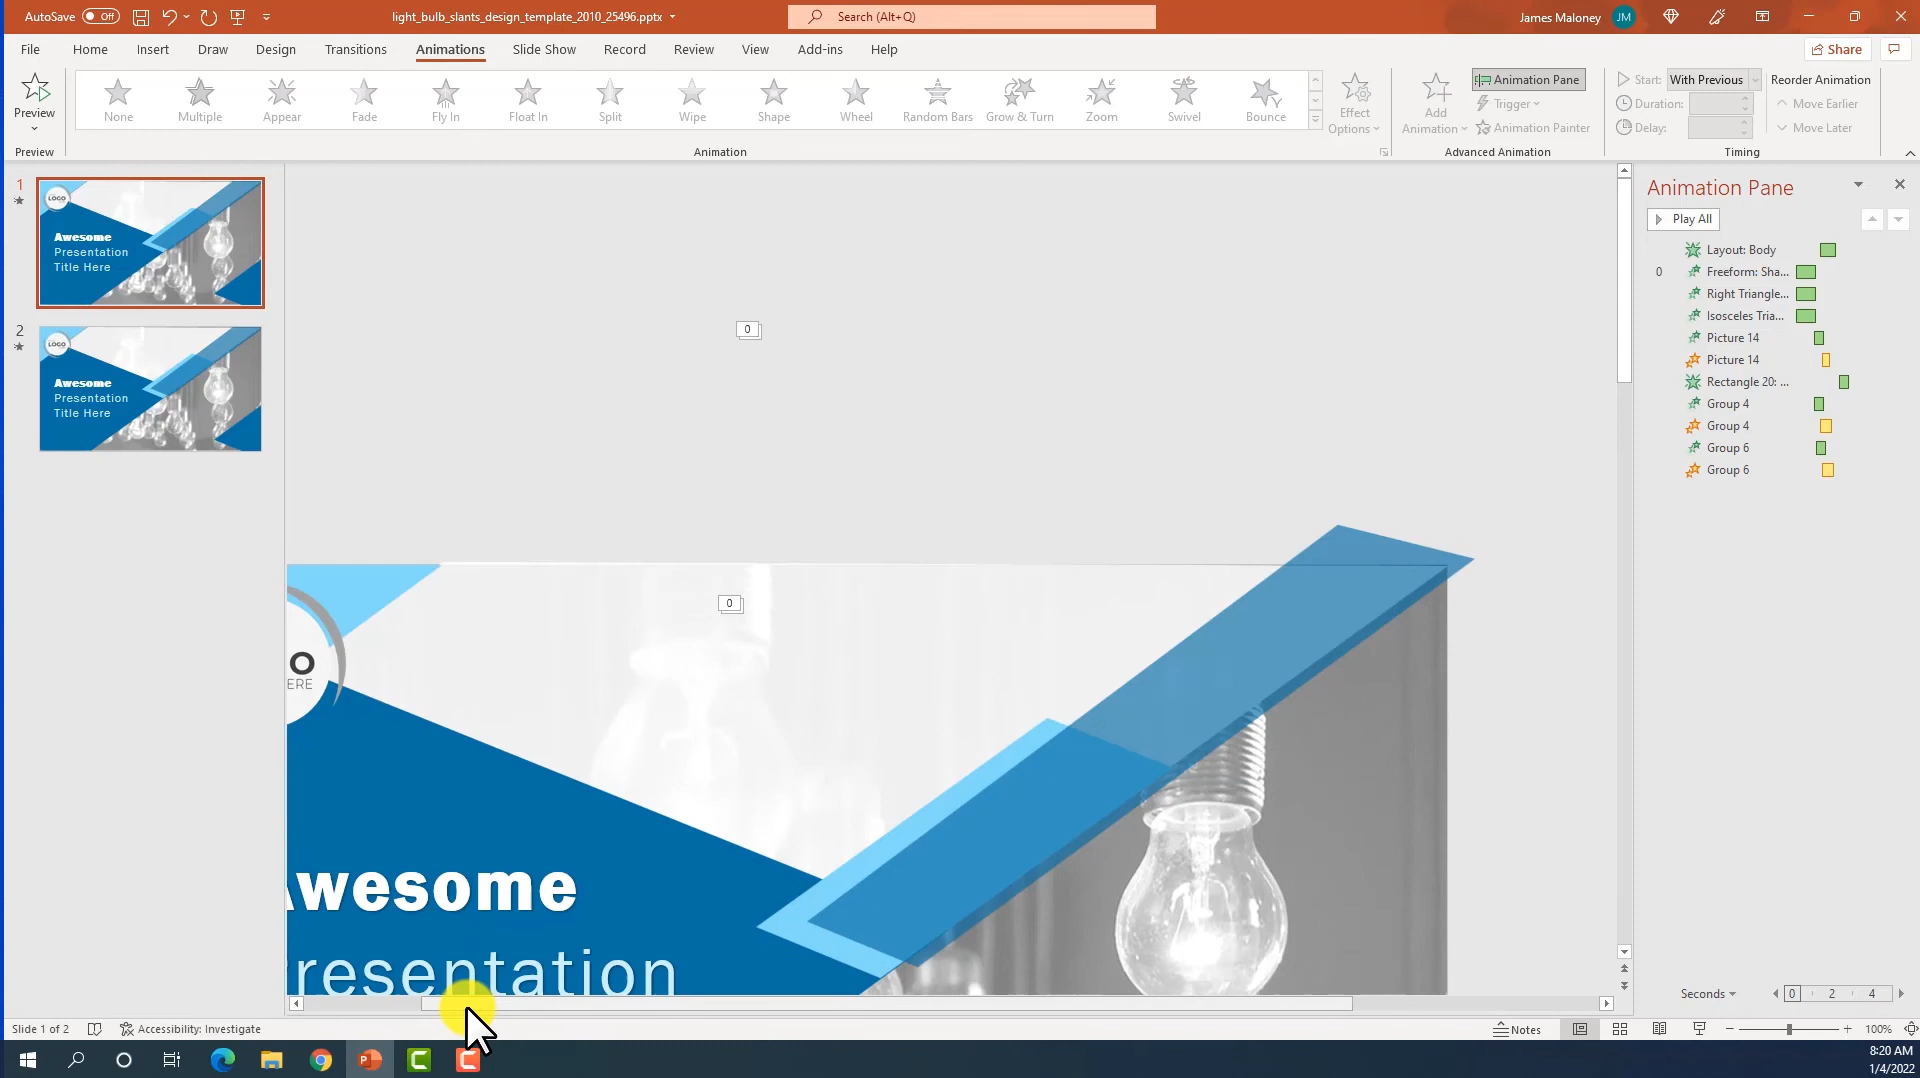 AutoSave Off
light_bulb_slants_design_template_2010_25496.pptx
Search (Alt+Q)
James Maloney JM
File Home Insert Draw Design Transitions Animations Slide Show Record Review View Add-ins Help
Share
Preview
None Multiple Appear Fade Fly In Float In Split Wipe Shape Wheel Random Bars Grow & Turn Zoom Swivel Bounce
Effect Options
Add Animation
Animation Pane
Trigger
Animation Painter
Start: With Previous
Duration:
Delay:
Reorder Animation
Move Earlier
Move Later
Preview
Animation
Advanced Animation
Timing
1
LOGO
Awesome
Presentation
Title Here
2
LOGO
Awesome
Presentation
Title Here
0
0
O
ERE
Awesome
Presentation
Animation Pane
Play All
Layout: Body
0 Freeform: Sha...
Right Triangle...
Isosceles Tria...
Picture 14
Picture 14
Rectangle 20: ...
Group 4
Group 4
Group 6
Group 6
Seconds 0 2 4
Slide 1 of 2
Accessibility: Investigate
Notes
100%
8:20 AM
1/4/2022